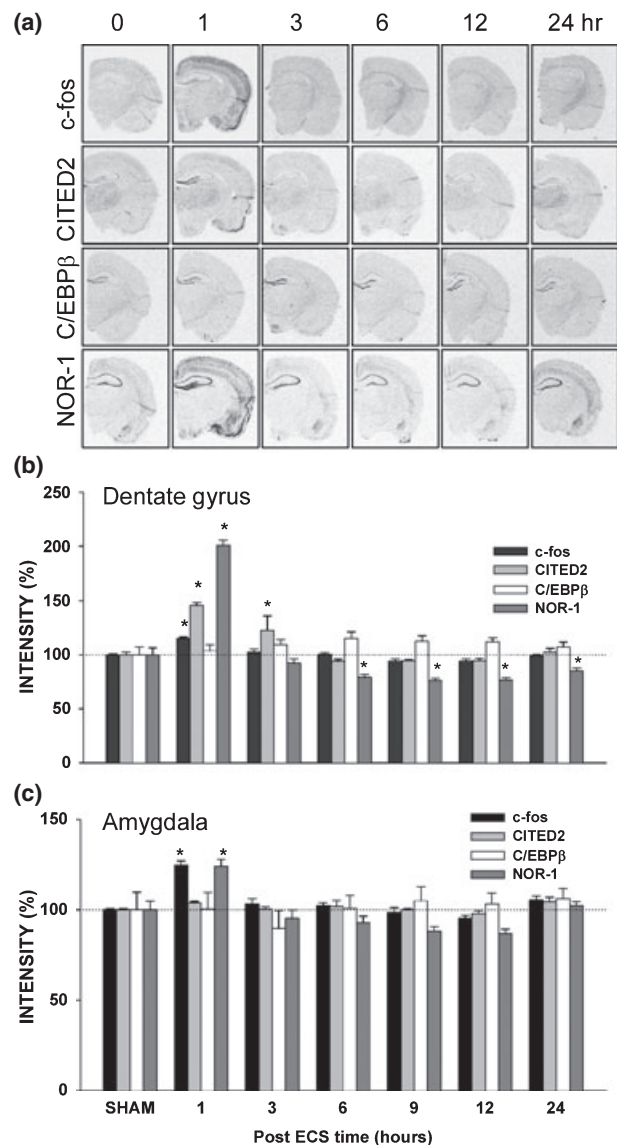 (a)
0 1 3 6 12 24 hr
c-fos
CITED2
C/EBPβ
NOR-1
(b)
Dentate gyrus
250
200
150
100
50
0
INTENSITY (%)
c-fos
CITED2
C/EBPβ
NOR-1
* * * * * * * *
(c)
Amygdala
150
100
50
0
INTENSITY (%)
c-fos
CITED2
C/EBPβ
NOR-1
* *
SHAM 1 3 6 9 12 24
Post ECS time (hours)